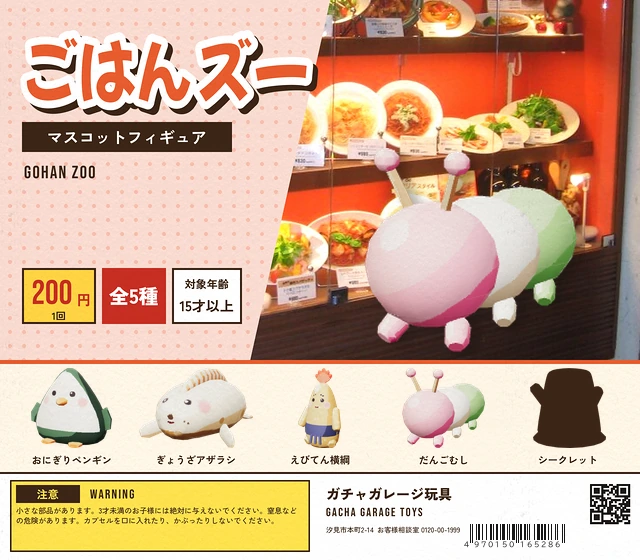 ごはんズー
マスコットフィギュア
GOHAN ZOO
200円
1回
全5種
対象年齢
15才以上
おにぎりペンギン
ぎょうざアザラシ
えびてん横綱
だんごむし
シークレット
注意 WARNING
小さな部品があります。3才未満のお子様には絶対に与えないでください。窒息など
の危険があります。カプセルを口に入れたり、かぶったりしないでください。
ガチャガレージ玩具
GACHA GARAGE TOYS
汐見市本町2-14 お客様相談室 0120-00-1999
4 970150 165286